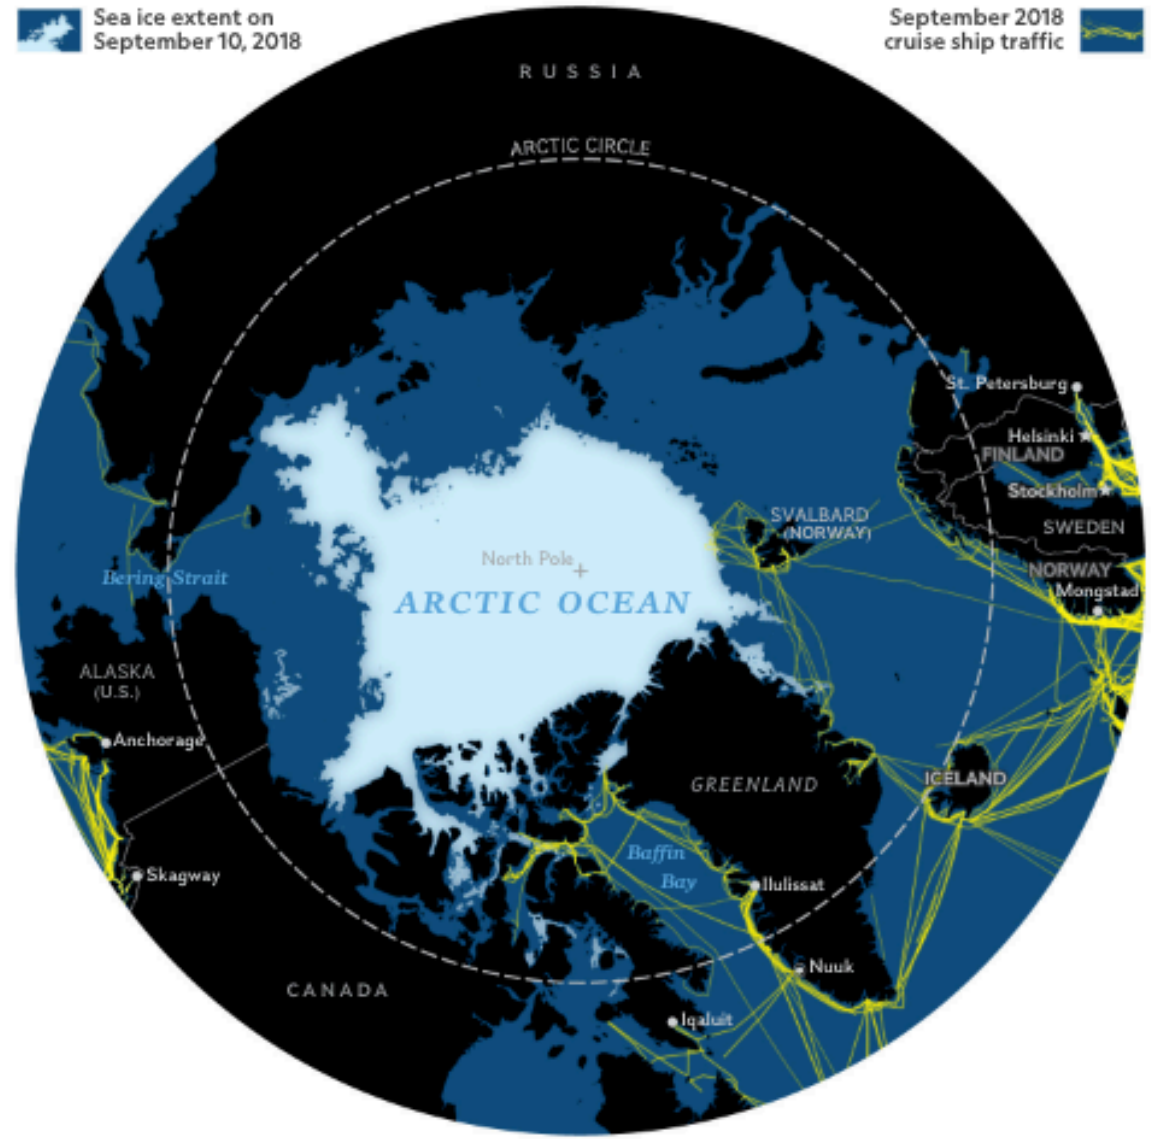 Sea ice extent on
September 10, 2018
September 2018
cruise ship traffic
RUSSIA
ARCTIC CIRCLE
St. Petersburg
Helsinki
FINLAND
Stockholm
SVALBARD
(NORWAY)
SWEDEN
North Pole
NORWAY
Bering Strait
Mongstad
ARCTIC OCEAN
ALASKA
(U.S.)
Anchorage
ICELAND
GREENLAND
Baffin
Bay
Skagway
Ilulissat
Nuuk
CANADA
Iqaluit